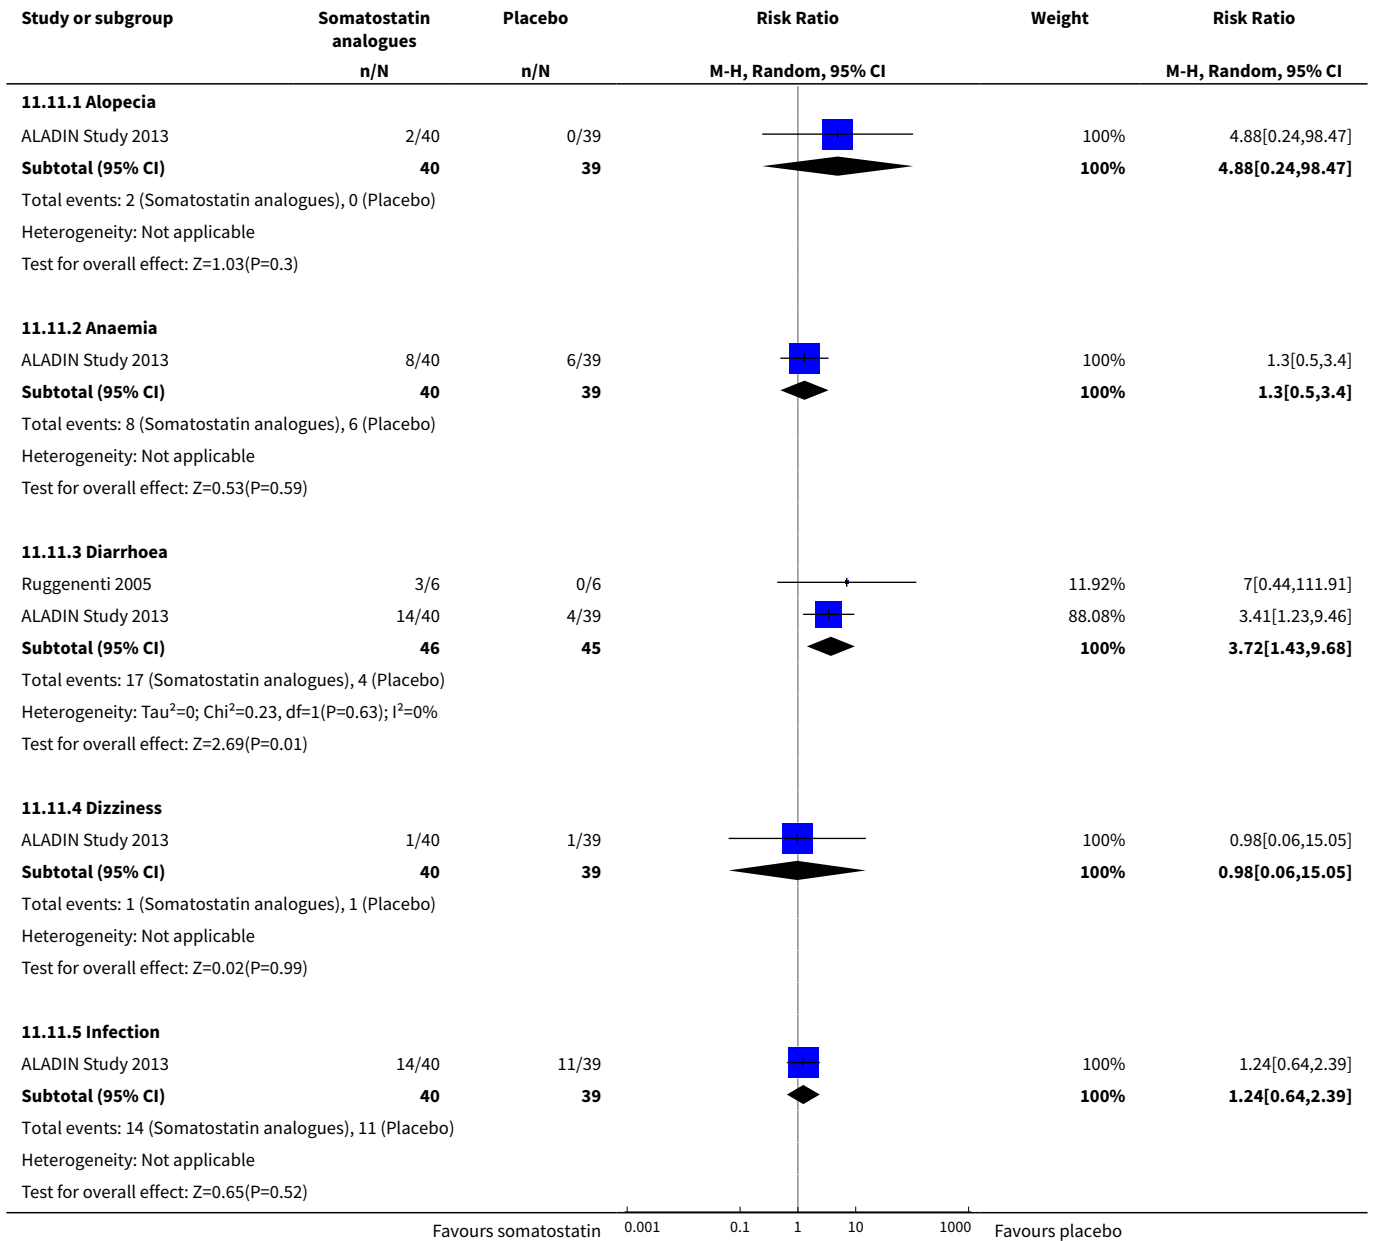 Study or subgroup Somatostatin analogues Placebo Risk Ratio Weight Risk Ratio
n/N n/N M-H, Random, 95% CI M-H, Random, 95% CI
11.11.1 Alopecia
ALADIN Study 2013 2/40 0/39 100% 4.88[0.24,98.47]
Subtotal (95% CI) 40 39 100% 4.88[0.24,98.47]
Total events: 2 (Somatostatin analogues), 0 (Placebo)
Heterogeneity: Not applicable
Test for overall effect: Z=1.03(P=0.3)
11.11.2 Anaemia
ALADIN Study 2013 8/40 6/39 100% 1.3[0.5,3.4]
Subtotal (95% CI) 40 39 100% 1.3[0.5,3.4]
Total events: 8 (Somatostatin analogues), 6 (Placebo)
Heterogeneity: Not applicable
Test for overall effect: Z=0.53(P=0.59)
11.11.3 Diarrhoea
Ruggenenti 2005 3/6 0/6 11.92% 7[0.44,111.91]
ALADIN Study 2013 14/40 4/39 88.08% 3.41[1.23,9.46]
Subtotal (95% CI) 46 45 100% 3.72[1.43,9.68]
Total events: 17 (Somatostatin analogues), 4 (Placebo)
Heterogeneity: Tau²=0; Chi²=0.23, df=1(P=0.63); I²=0%
Test for overall effect: Z=2.69(P=0.01)
11.11.4 Dizziness
ALADIN Study 2013 1/40 1/39 100% 0.98[0.06,15.05]
Subtotal (95% CI) 40 39 100% 0.98[0.06,15.05]
Total events: 1 (Somatostatin analogues), 1 (Placebo)
Heterogeneity: Not applicable
Test for overall effect: Z=0.02(P=0.99)
11.11.5 Infection
ALADIN Study 2013 14/40 11/39 100% 1.24[0.64,2.39]
Subtotal (95% CI) 40 39 100% 1.24[0.64,2.39]
Total events: 14 (Somatostatin analogues), 11 (Placebo)
Heterogeneity: Not applicable
Test for overall effect: Z=0.65(P=0.52)
Favours somatostatin 0.001 0.1 1 10 1000 Favours placebo